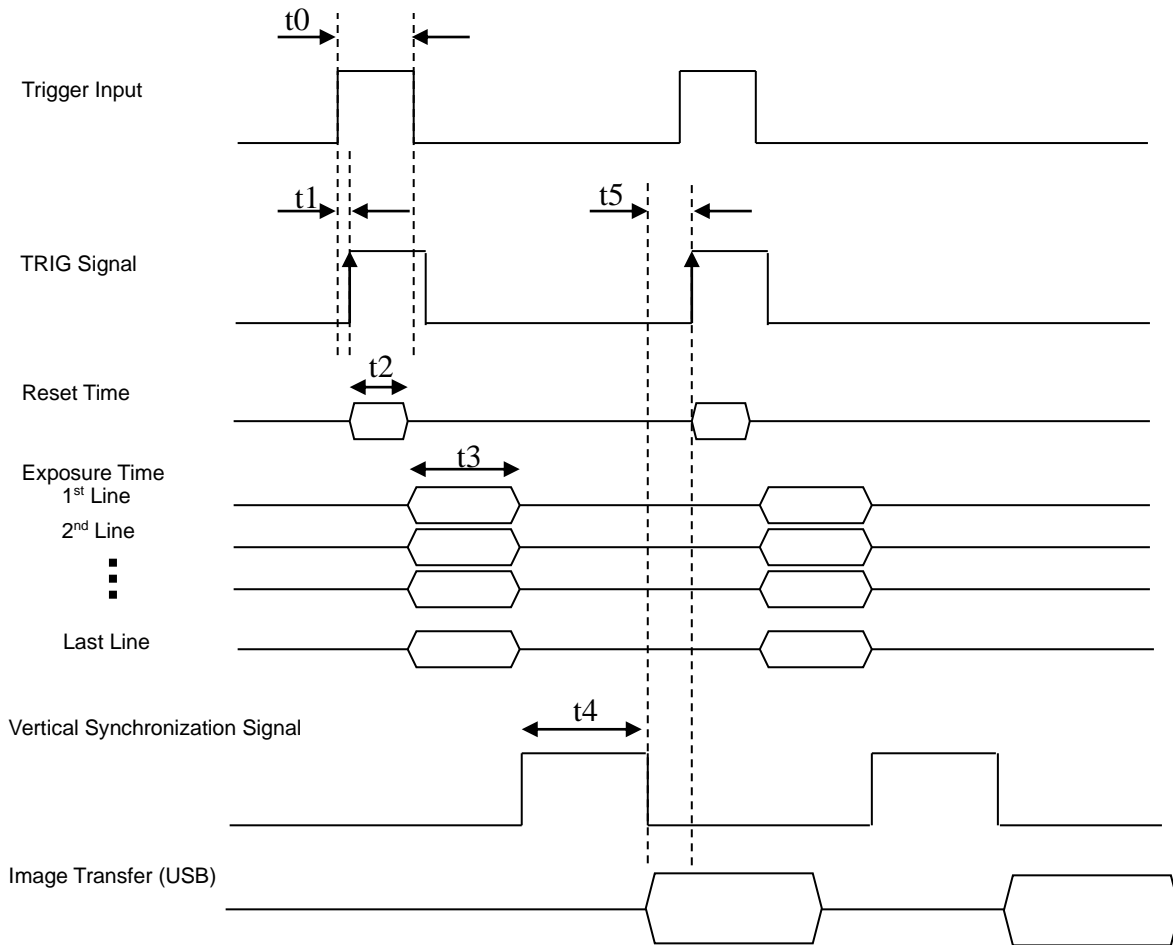 t0
Trigger Input
t1
t5
TRIG Signal
t2
Reset Time
t3
Exposure Time
1st Line
2nd Line
Last Line
t4
Vertical Synchronization Signal
Image Transfer (USB)